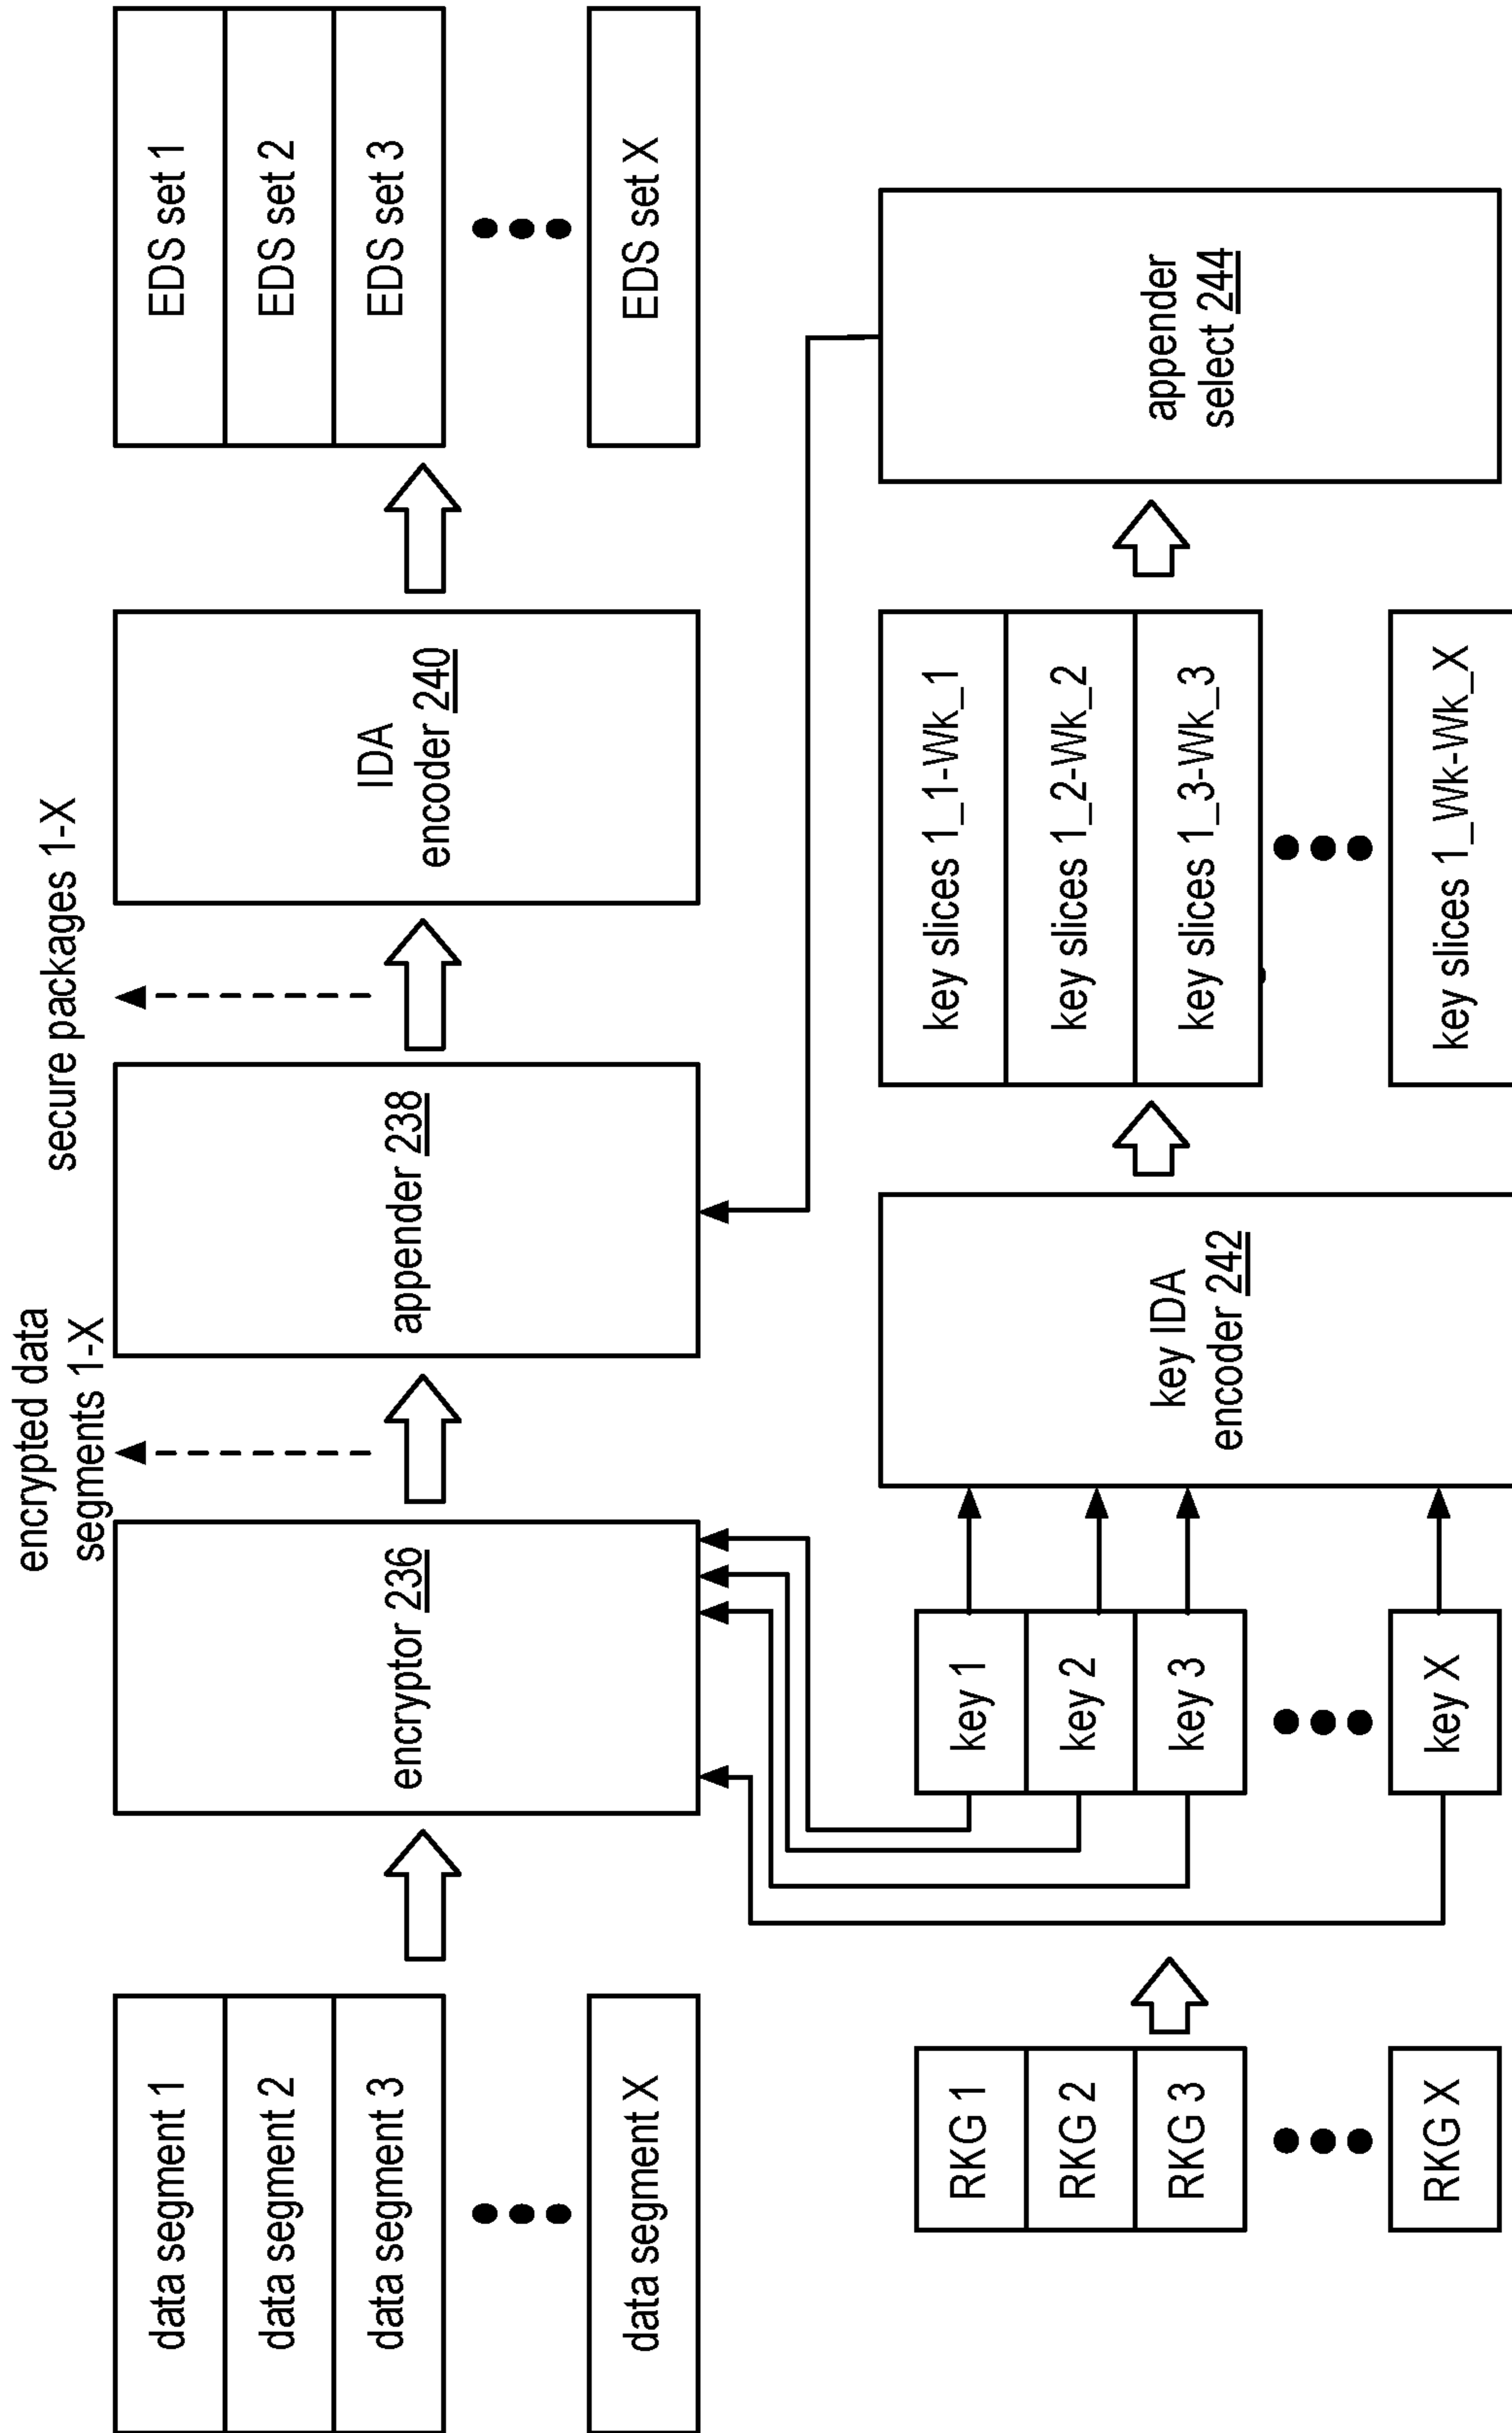 data segment 1
data segment 2
data segment 3
data segment X
encryptor 236
encrypted data
segments 1-X
appender 238
secure packages 1-X
IDA
encoder 240
EDS set 1
EDS set 2
EDS set 3
EDS set X
RKG 1
RKG 2
RKG 3
RKG X
key 1
key 2
key 3
key X
key IDA
encoder 242
key slices 1_1-Wk_1
key slices 1_2-Wk_2
key slices 1_3-Wk_3
key slices 1_Wk-Wk_X
appender
select 244